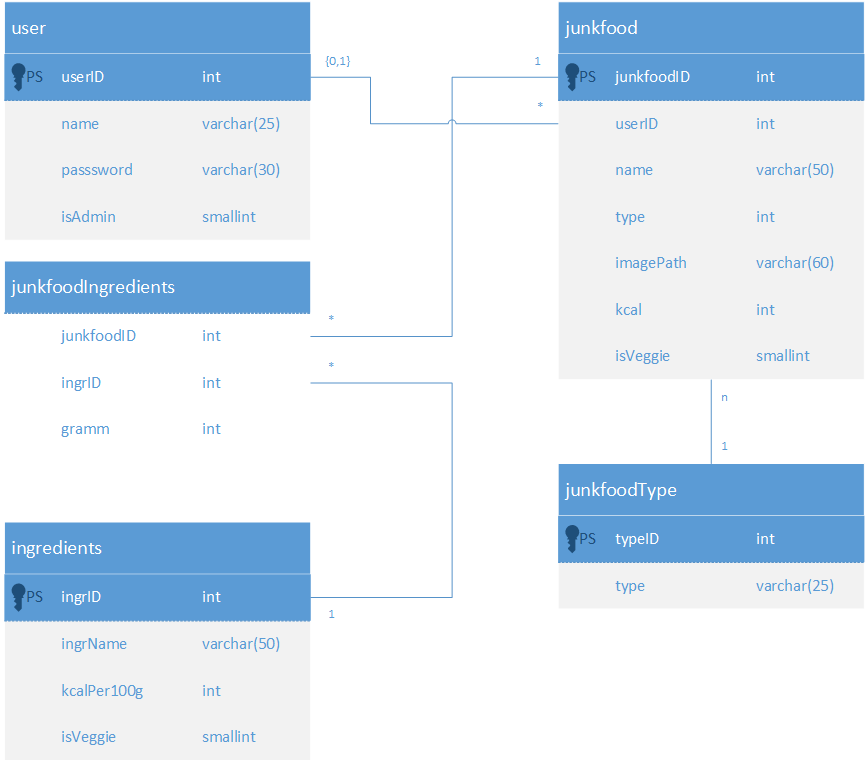 user
PS userID int
name varchar(25)
passsword varchar(30)
isAdmin smallint
{0,1}
1
*
junkfood
PS junkfoodID int
userID int
name varchar(50)
type int
imagePath varchar(60)
kcal int
isVeggie smallint
junkfoodIngredients
junkfoodID int
ingrID int
gramm int
*
*
n
1
junkfoodType
PS typeID int
type varchar(25)
ingredients
PS ingrID int
ingrName varchar(50)
kcalPer100g int
isVeggie smallint
1